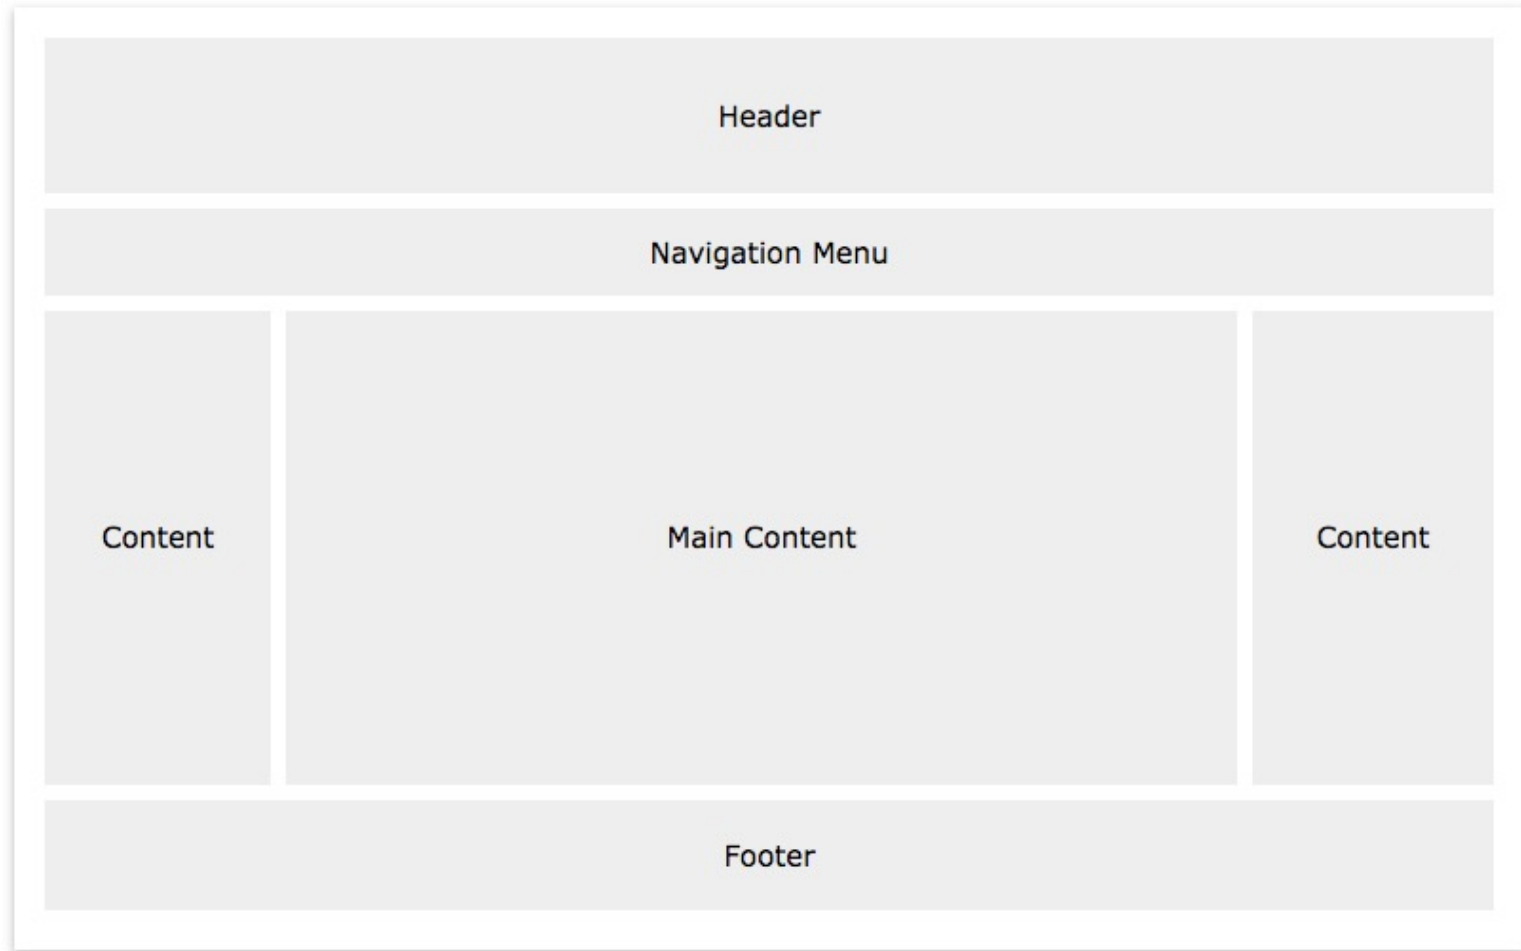 Header
Navigation Menu
Content
Main Content
Content
Footer